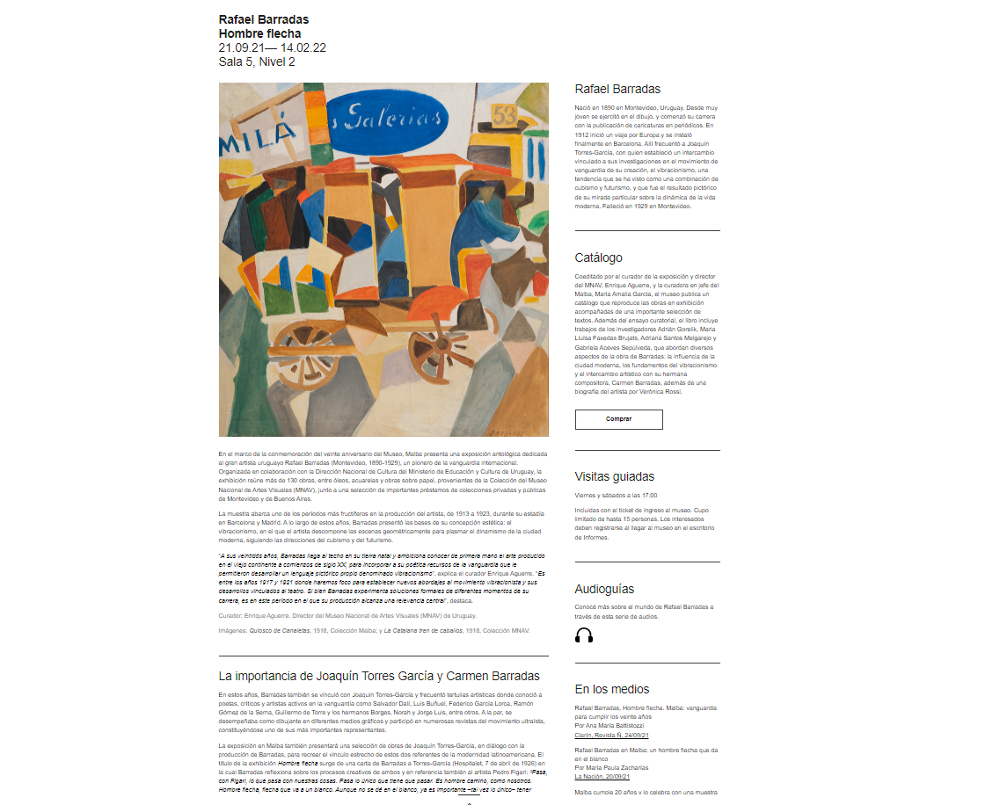 Rafael Barradas
Hombre flecha
21.09.21— 14.02.22
Sala 5, Nivel 2
MILÁ
s Galerias
53
BARRADAS
En el marco de la conmemoración del veinte aniversario del Museo, Malba presenta una exposición antológica dedicada
al gran artista uruguayo Rafael Barradas (Montevideo, 1890-1929), un pionero de la vanguardia internacional.
Organizada en colaboración con la Dirección Nacional de Cultura del Ministerio de Educación y Cultura de Uruguay, la
exhibición reúne más de 130 obras, entre óleos, acuarelas y obras sobre papel, provenientes de la Colección del Museo
Nacional de Artes Visuales (MNAV), junto a una selección de importantes préstamos de colecciones privadas y públicas
de Montevideo y de Buenos Aires.
La muestra abarca uno de los períodos más fructíferos en la producción del artista, de 1913 a 1923, durante su estadía
en Barcelona y Madrid. A lo largo de estos años, Barradas presentó las bases de su concepción estética: el
vibracionismo, en el que el artista descompone las escenas geométricamente para plasmar el dinamismo de la ciudad
moderna, siguiendo las direcciones del cubismo y del futurismo.
"A sus veintidós años, Barradas llega al techo en su tierra natal y ambiciona conocer de primera mano el arte producido
en el viejo continente a comienzos de siglo XX, para incorporar a su poética recursos de la vanguardia que le
permitieron desarrollar un lenguaje pictórico propio denominado vibracionismo", explica el curador Enrique Aguerre. "Es
entre los años 1917 y 1921 donde haremos foco para establecer nuevos abordajes al movimiento vibracionista y sus
desarrollos vinculados al teatro. Si bien Barradas experimenta soluciones formales de diferentes momentos de su
carrera, es en este período en el que su producción alcanza una relevancia central", destaca.
Curador: Enrique Aguerre. Director del Museo Nacional de Artes Visuales (MNAV) de Uruguay.
Imágenes: Quiosco de Canaletas, 1918, Colección Malba; y La Catalana tren de caballos, 1918, Colección MNAV.
La importancia de Joaquín Torres García y Carmen Barradas
En estos años, Barradas también se vinculó con Joaquín Torres-García y frecuentó tertulias artísticas donde conoció a
poetas, críticos y artistas activos en la vanguardia como Salvador Dalí, Luis Buñuel, Federico García Lorca, Ramón
Gómez de la Serna, Guillermo de Torre y los hermanos Borges, Norah y Jorge Luis, entre otros. A la par, se
desempeñaba como dibujante en diferentes medios gráficos y participó en numerosas revistas del movimiento ultraísta,
constituyéndose uno de sus más importantes representantes.
La exposición en Malba también presentará una selección de obras de Joaquín Torres-García, en diálogo con la
producción de Barradas, para recrear el vínculo estrecho de estos dos referentes de la modernidad latinoamericana. El
título de la exhibición Hombre flecha surge de una carta de Barradas a Torres-García (Hospitalet, 7 de abril de 1926) en
la cual Barradas reflexiona sobre los procesos creativos de ambos y en referencia también al artista Pedro Figari: "Pasa,
con Figari, lo que pasa con nuestras cosas. Pasa lo único que tiene que pasar. Es hombre camino, como nosotros.
Hombre flecha, flecha que va a un blanco. Aunque no se dé en el blanco, ya es importante –tal vez lo único– tener
Rafael Barradas
Nació en 1890 en Montevideo, Uruguay. Desde muy
joven se ejercitó en el dibujo, y comenzó su carrera
con la publicación de caricaturas en periódicos. En
1912 inició un viaje por Europa y se instaló
finalmente en Barcelona. Allí frecuentó a Joaquín
Torres-García, con quien estableció un intercambio
vinculado a sus investigaciones en el movimiento de
vanguardia de su creación, el vibracionismo, una
tendencia que se ha visto como una combinación de
cubismo y futurismo, y que fue el resultado pictórico
de su mirada particular sobre la dinámica de la vida
moderna. Falleció en 1929 en Montevideo.
Catálogo
Coeditado por el curador de la exposición y director
del MNAV, Enrique Aguerre, y la curadora en jefe del
Malba, María Amalia García, el museo publica un
catálogo que reproduce las obras en exhibición
acompañadas de una importante selección de
textos. Además del ensayo curatorial, el libro incluye
trabajos de los investigadores Adrián Gorelik, Maria
Lluïsa Faxedas Brujats, Adriana Santos Melgarejo y
Gabriela Aceves Sepúlveda, que abordan diversos
aspectos de la obra de Barradas: la influencia de la
ciudad moderna, los fundamentos del vibracionismo
y el intercambio artístico con su hermana
compositora, Carmen Barradas, además de una
biografía del artista por Verónica Rossi.
Comprar
Visitas guiadas
Viernes y sábados a las 17:00
Incluidas con el ticket de ingreso al museo. Cupo
limitado de hasta 15 personas. Los interesados
deben registrarse al llegar al museo en el escritorio
de Informes.
Audioguías
Conocé más sobre el mundo de Rafael Barradas a
través de esta serie de audios.
En los medios
Rafael Barradas, Hombre flecha. Malba: vanguardia
para cumplir los veinte años
Por Ana María Battistozzi
Clarín, Revista Ñ, 24/09/21
Rafael Barradas en Malba: un hombre flecha que da
en el blanco
Por María Paula Zacharías
La Nación, 20/09/21
Malba cumple 20 años y lo celebra con una muestra